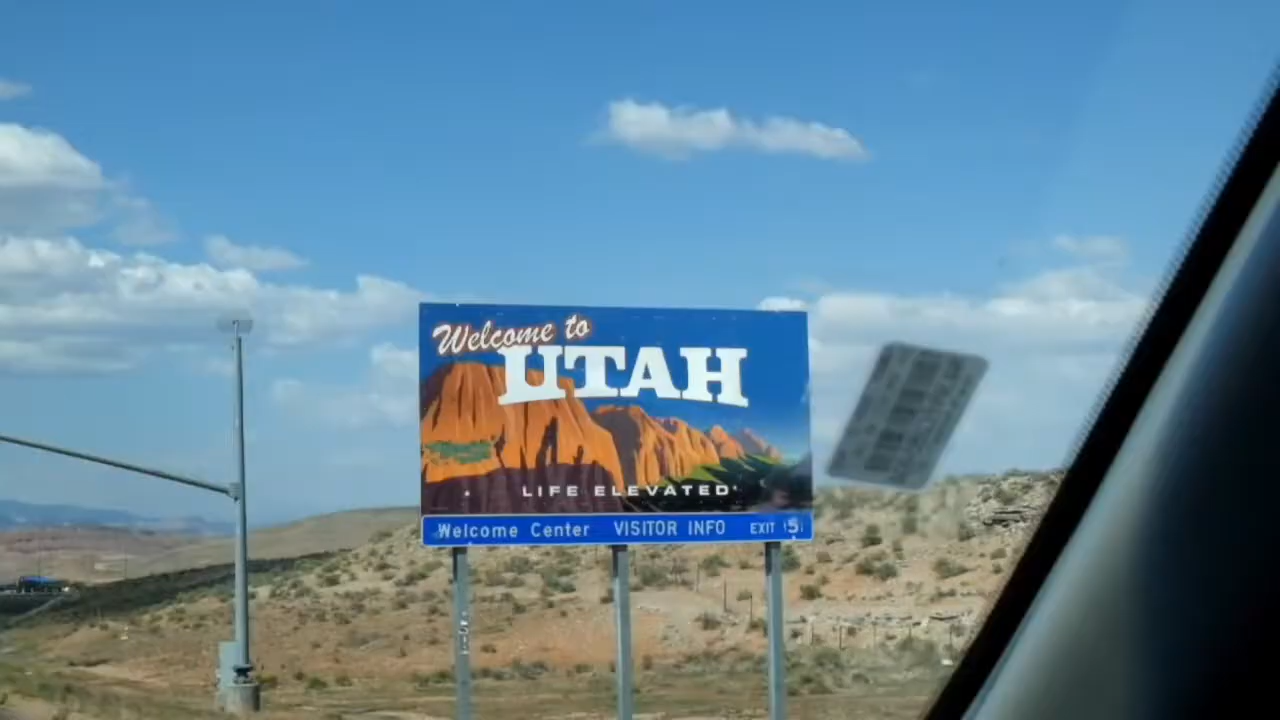 Welcome to
UTAH
LIFE ELEVATED
Welcome Center VISITOR INFO EXIT 5